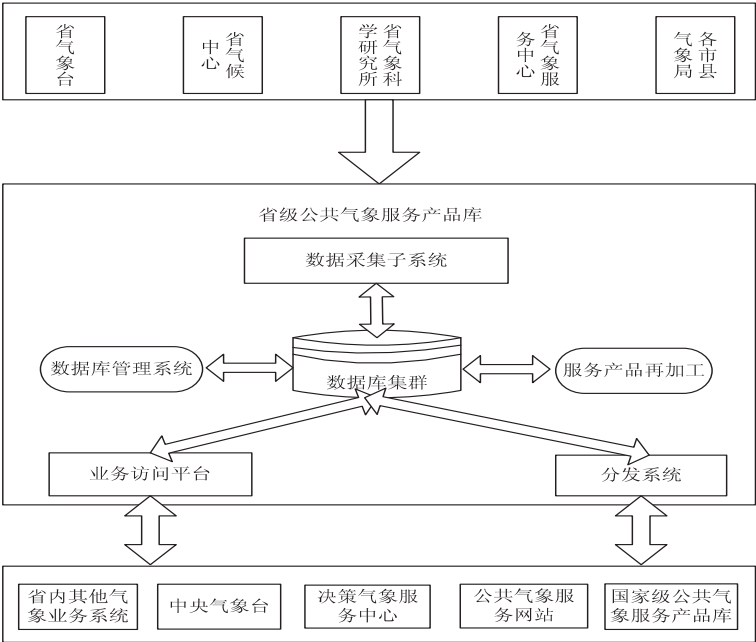 省气象台
省气候
中心
省气象科
学研究所
省气象服
务中心
各市县
气象局
省级公共气象服务产品库
数据采集子系统
数据库管理系统
数据库集群
服务产品再加工
业务访问平台
分发系统
省内其他气
象业务系统
中央气象台
决策气象服
务中心
公共气象服
务网站
国家级公共气
象服务产品库